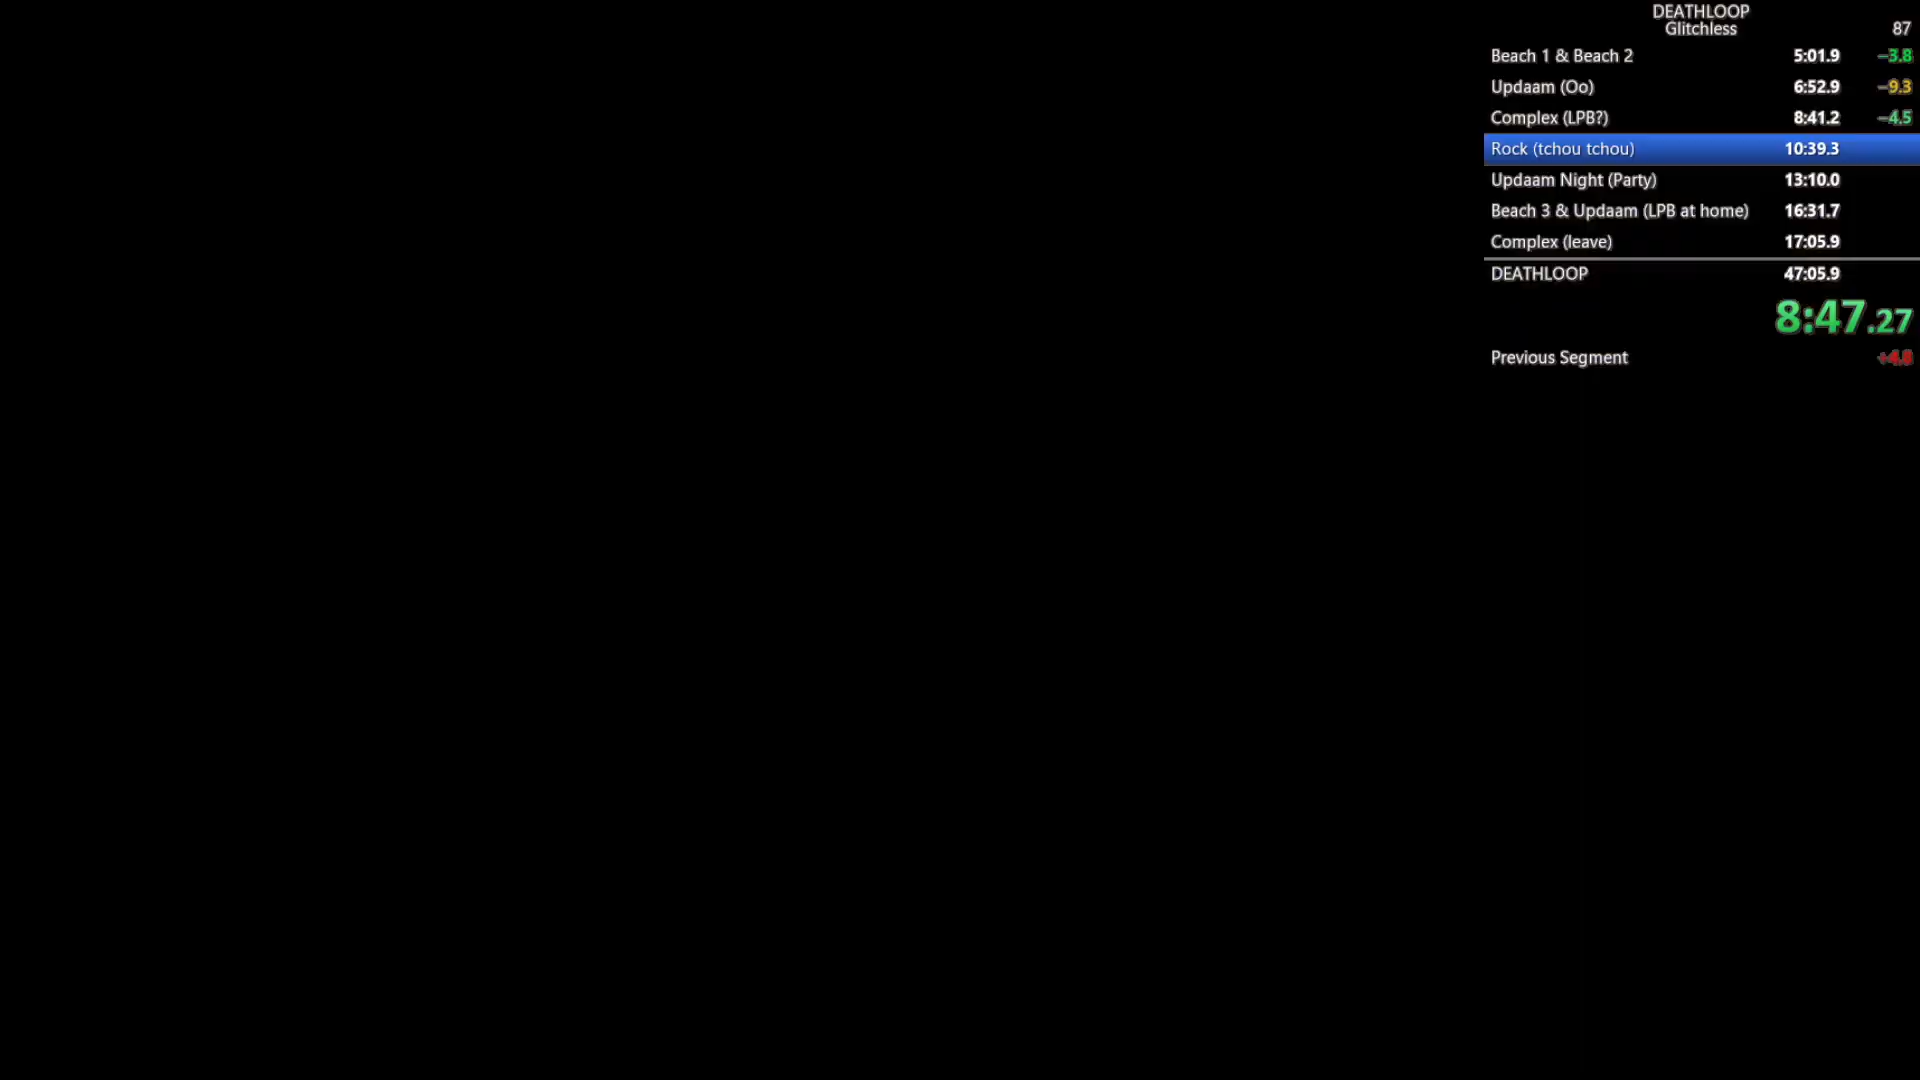 DEATHLOOP
Glitchless 87
Beach 1 & Beach 2 5:01.9 −3.8
Updaam (Oo) 6:52.9 −9.3
Complex (LPB?) 8:41.2 −4.5
Rock (tchou tchou) 10:39.3
Updaam Night (Party) 13:10.0
Beach 3 & Updaam (LPB at home) 16:31.7
Complex (leave) 17:05.9
DEATHLOOP 47:05.9
8:47.27
Previous Segment +4.8